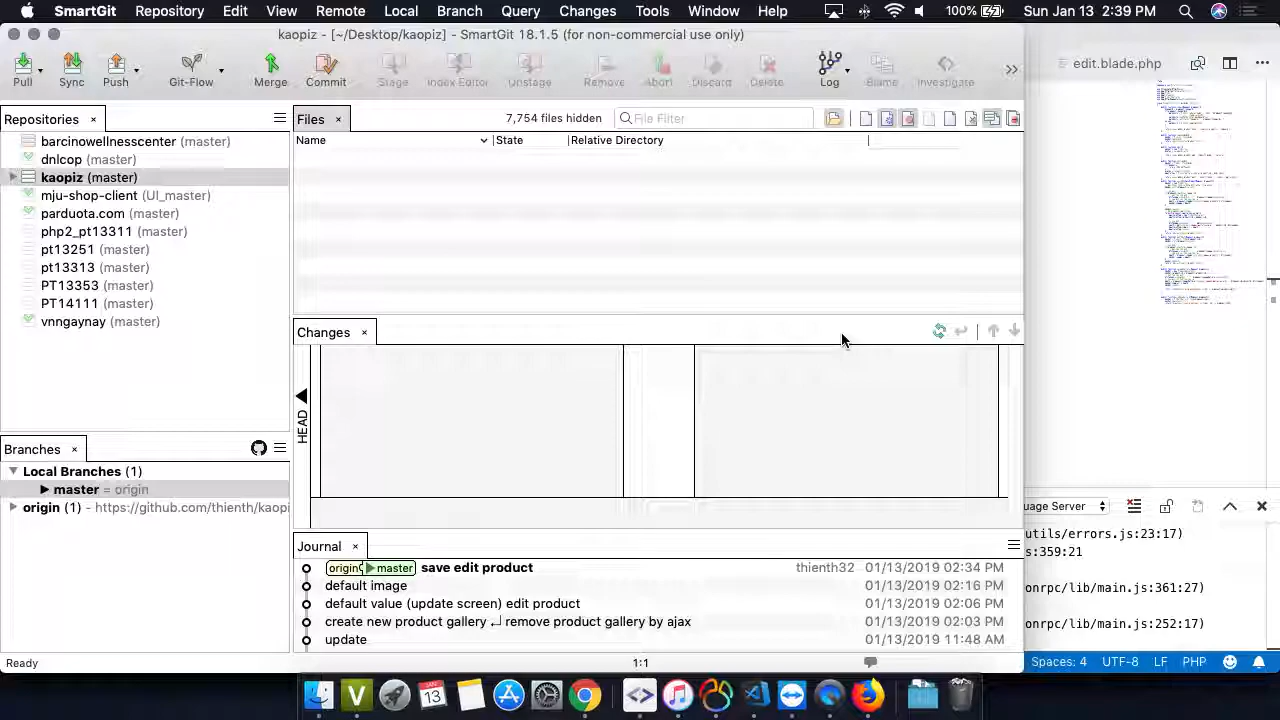 SmartGit Repository Edit View Remote Local Branch Query Changes Tools Window Help 100% Sun Jan 13 2:39 PM
kaopiz - [~/Desktop/kaopiz] - SmartGit 18.1.5 (for non-commercial use only)
edit.blade.php
Pull Sync Push Git-Flow Merge Commit Stage Index Editor Unstage Remove Abort Discard Delete Log Blame Investigate
Repositories
Files
4 files hidden
File Filter
Name
Relative Directory
barcinowellnesscenter (master)
dnlcop (master)
kaopiz (master)
mju-shop-client (UI_master)
parduota.com (master)
php2_pt13311 (master)
pt13251 (master)
pt13313 (master)
PT13353 (master)
PT14111 (master)
vnngaynay (master)
Changes
HEAD
Branches
Local Branches (1)
master = origin
origin (1) - https://github.com/thienth/kaopi
Journal
origin master save edit product thienth32 01/13/2019 02:34 PM
default image 01/13/2019 02:16 PM
default value (update screen) edit product 01/13/2019 02:06 PM
create new product gallery ↵ remove product gallery by ajax 01/13/2019 02:03 PM
update 01/13/2019 11:48 AM
Ready
1:1
uage Server
utils/errors.js:23:17)
s:359:21
onrpc/lib/main.js:361:27)
onrpc/lib/main.js:252:17)
Spaces: 4 UTF-8 LF PHP
JAN
13